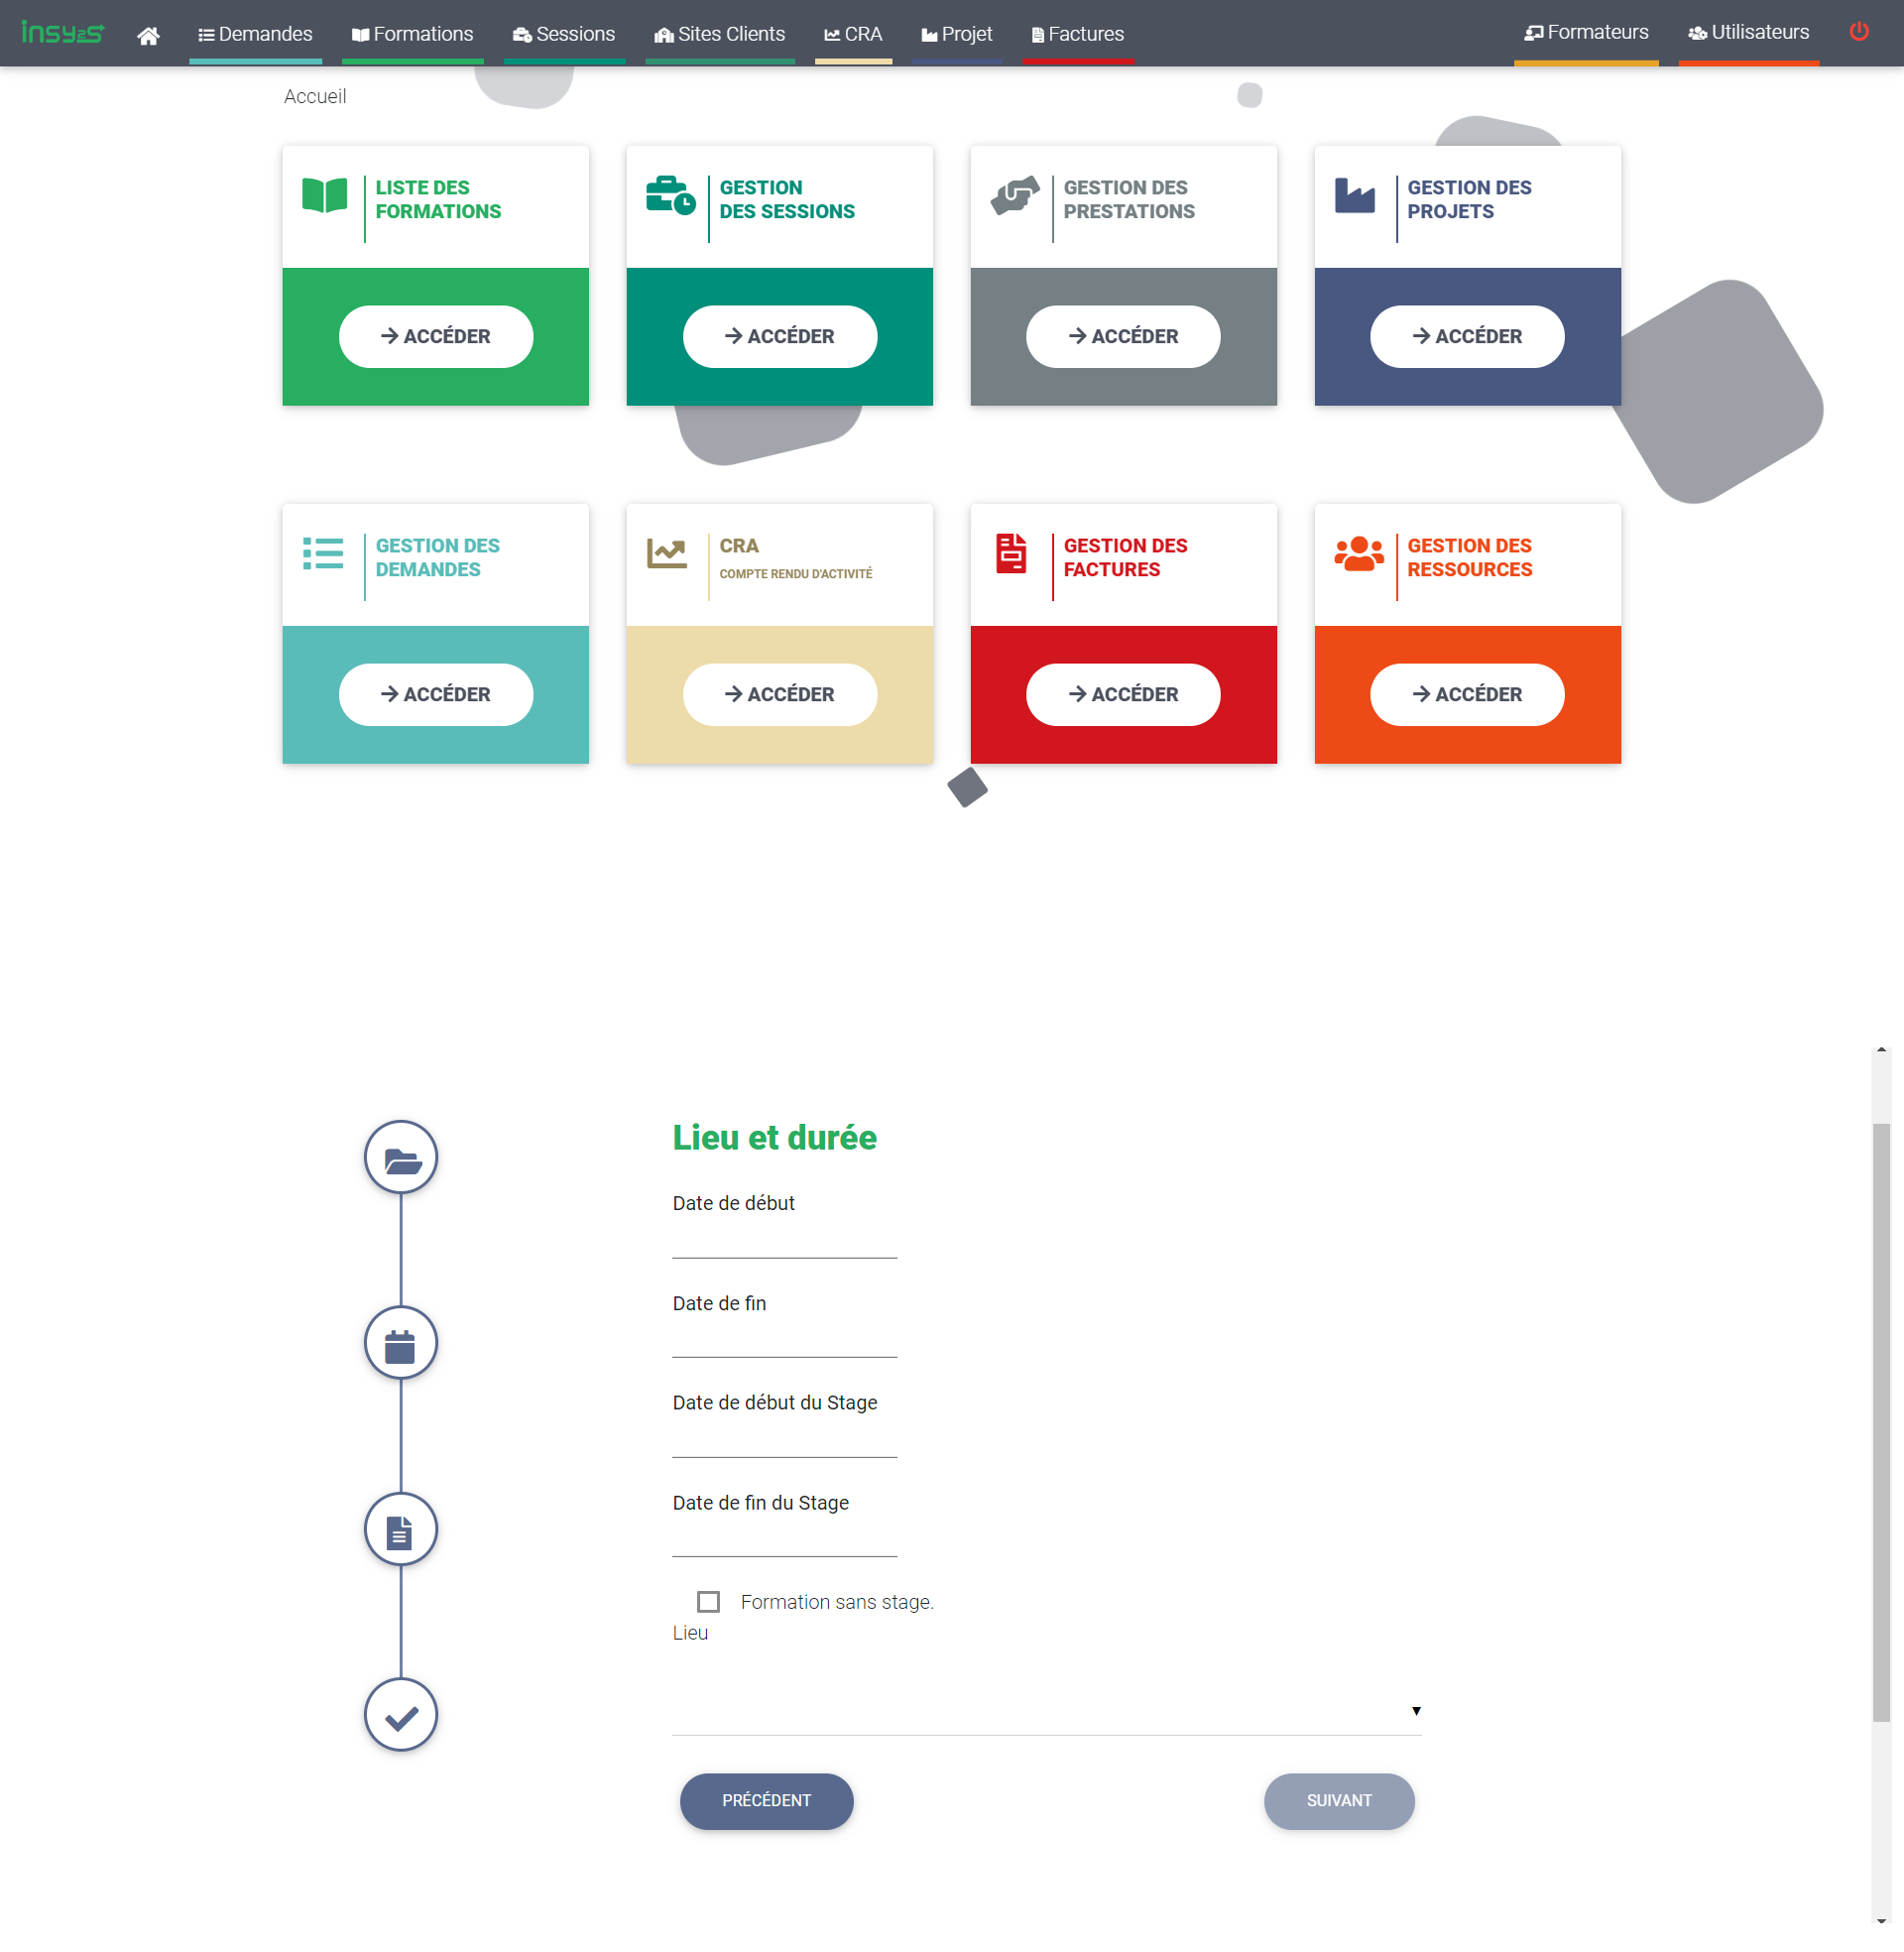 insy2s Demandes Formations Sessions Sites Clients CRA Projet Factures Formateurs Utilisateurs
Accueil
LISTE DES
FORMATIONS
ACCÉDER
GESTION
DES SESSIONS
ACCÉDER
GESTION DES
PRESTATIONS
ACCÉDER
GESTION DES
PROJETS
ACCÉDER
GESTION DES
DEMANDES
ACCÉDER
CRA
COMPTE RENDU D'ACTIVITÉ
ACCÉDER
GESTION DES
FACTURES
ACCÉDER
GESTION DES
RESSOURCES
ACCÉDER
Lieu et durée
Date de début
Date de fin
Date de début du Stage
Date de fin du Stage
Formation sans stage.
Lieu
PRÉCÉDENT
SUIVANT